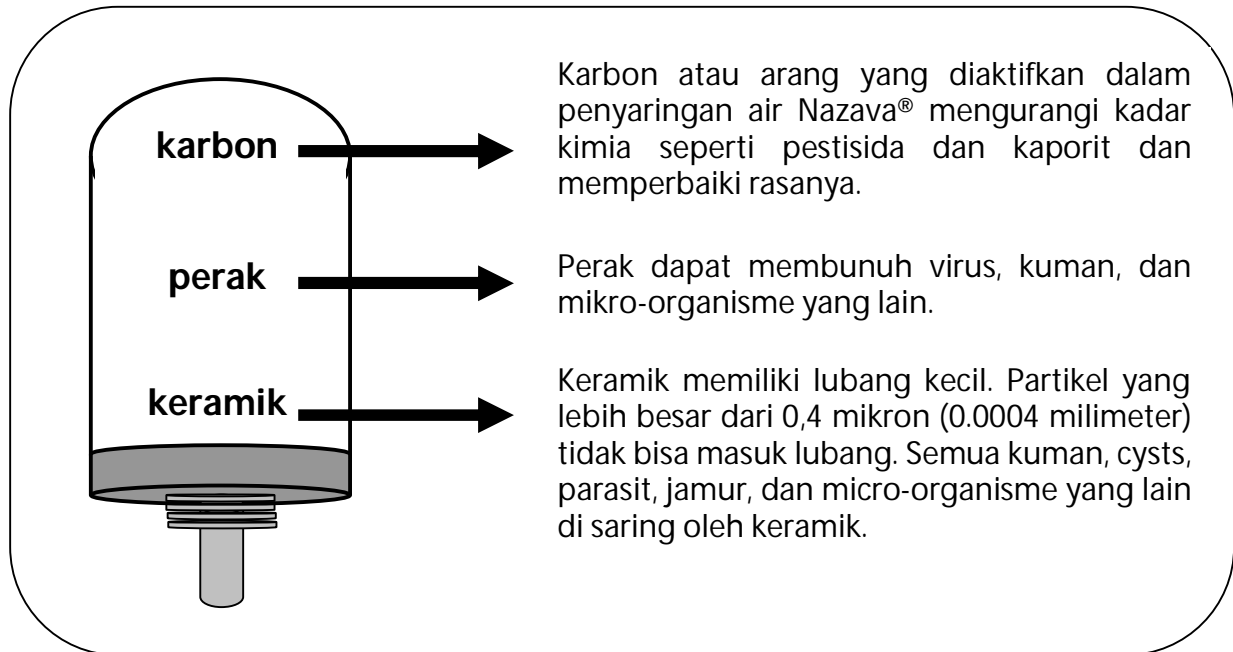 karbon
Karbon atau arang yang diaktifkan dalam
penyaringan air Nazava® mengurangi kadar
kimia seperti pestisida dan kaporit dan
memperbaiki rasanya.
perak
Perak dapat membunuh virus, kuman, dan
mikro-organisme yang lain.
keramik
Keramik memiliki lubang kecil. Partikel yang
lebih besar dari 0,4 mikron (0.0004 milimeter)
tidak bisa masuk lubang. Semua kuman, cysts,
parasit, jamur, dan micro-organisme yang lain
di saring oleh keramik.